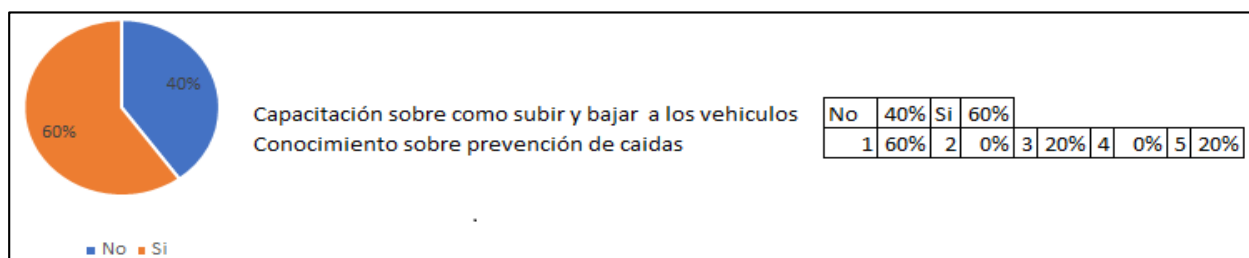 40%
60%
Capacitación sobre como subir y bajar a los vehiculos No 40% Si 60%
Conocimiento sobre prevención de caidas 1 60% 2 0% 3 20% 4 0% 5 20%
.
No Si